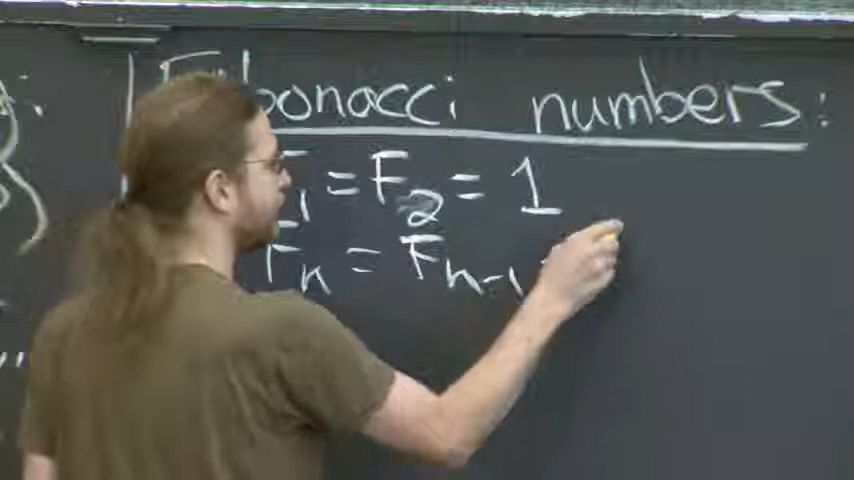 Fibonacci numbers:
F₁ = F₂ = 1
Fₙ = Fₙ₋₁